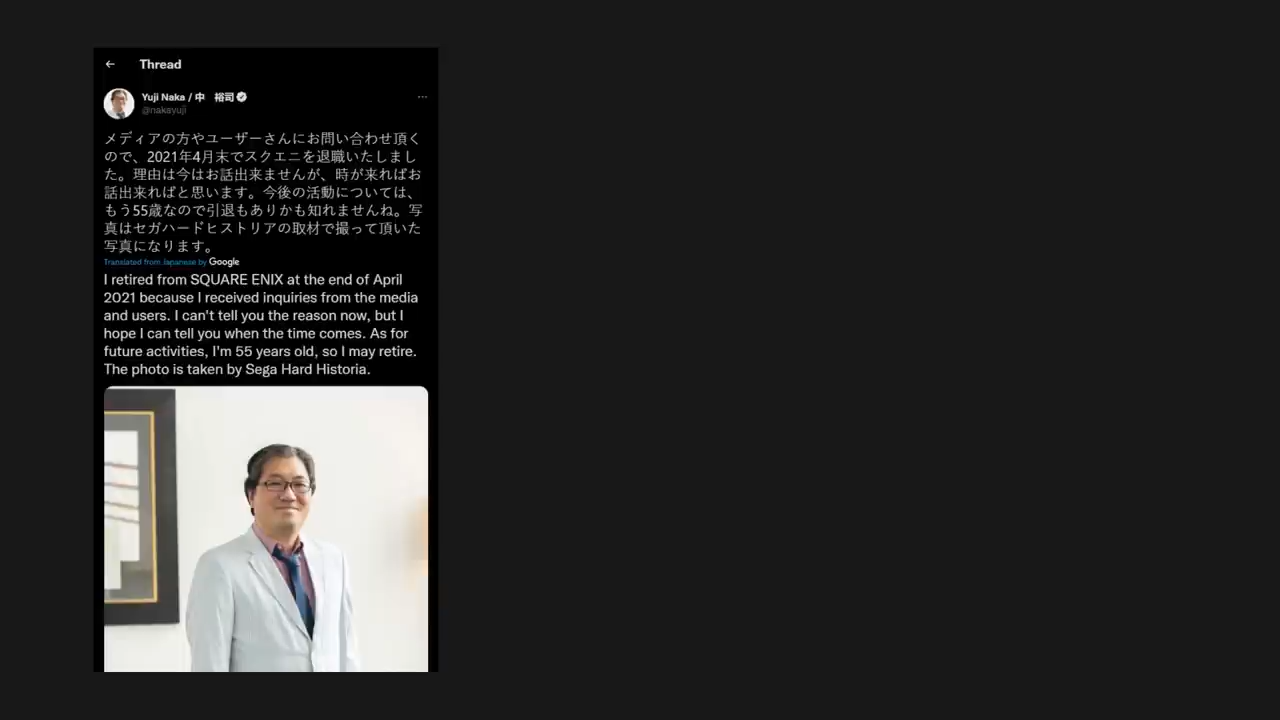 Thread
Yuji Naka / 中　裕司
@nakayuji
メディアの方やユーザーさんにお問い合わせ頂く
ので、2021年4月末でスクエニを退職いたしまし
た。理由は今はお話出来ませんが、時が来ればお
話出来ればと思います。今後の活動については、
もう55歳なので引退もありかも知れませんね。写
真はセガハードヒストリアの取材で撮って頂いた
写真になります。
Translated from Japanese by Google
I retired from SQUARE ENIX at the end of April
2021 because I received inquiries from the media
and users. I can't tell you the reason now, but I
hope I can tell you when the time comes. As for
future activities, I'm 55 years old, so I may retire.
The photo is taken by Sega Hard Historia.